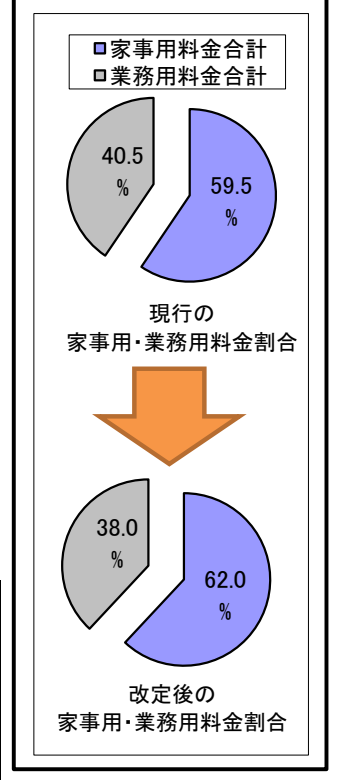 家事用料金合計
業務用料金合計
40.5
%
59.5
%
現行の
家事用・業務用料金割合
38.0
%
62.0
%
改定後の
家事用・業務用料金割合